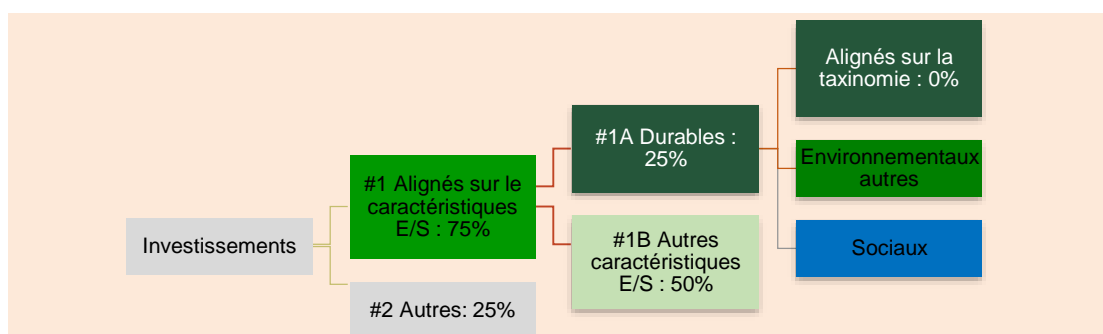 Investissements
#1 Alignés sur le
caractéristiques
E/S : 75%
#2 Autres: 25%
#1A Durables :
25%
#1B Autres
caractéristiques
E/S : 50%
Alignés sur la
taxinomie : 0%
Environnementaux
autres
Sociaux